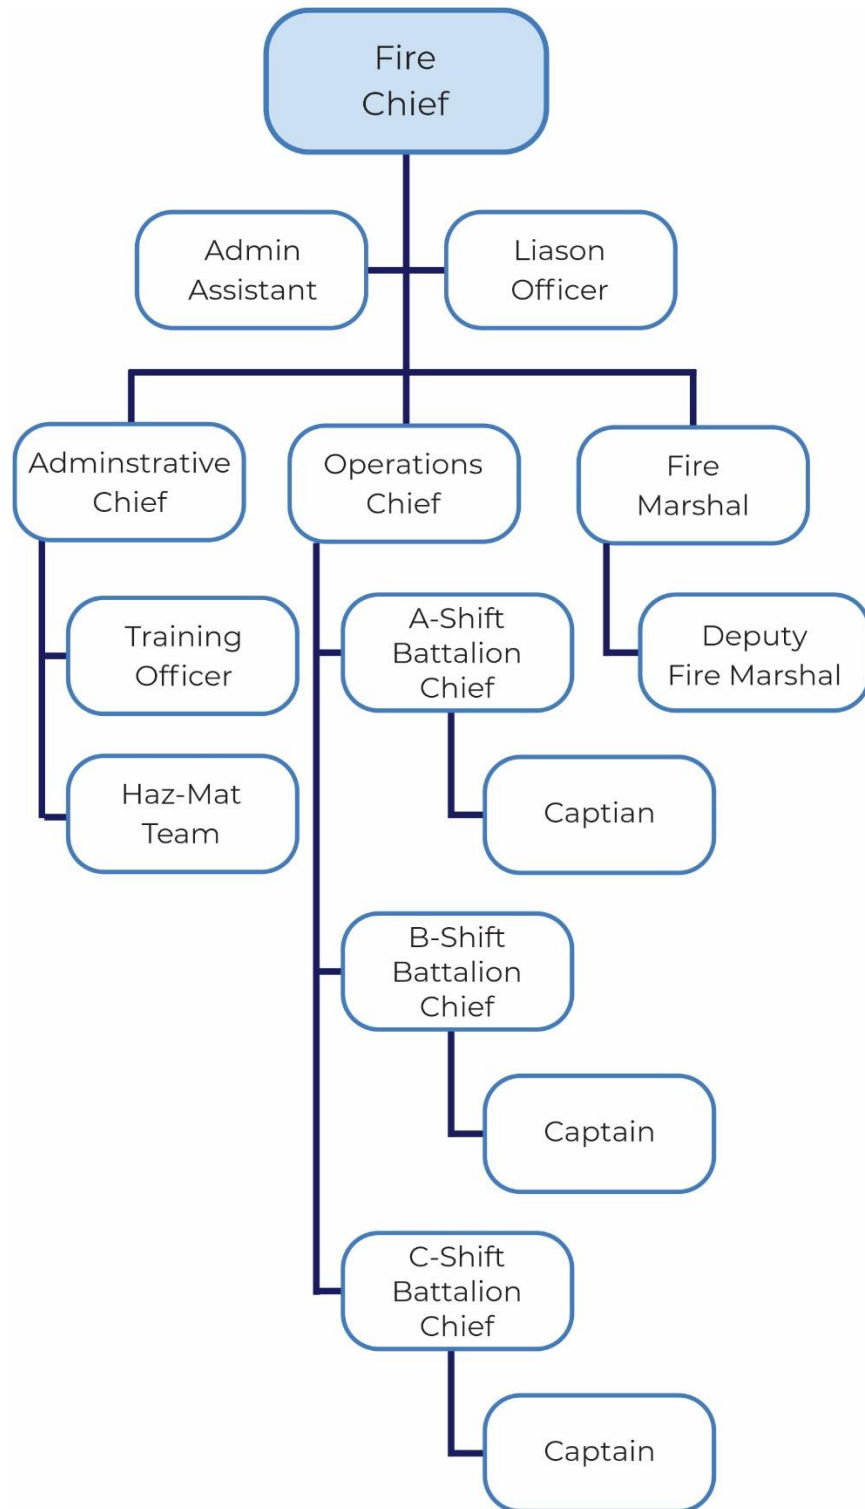 Fire
Chief
Admin
Assistant
Liason
Officer
Adminstrative
Chief
Operations
Chief
Fire
Marshal
Training
Officer
A-Shift
Battalion
Chief
Deputy
Fire Marshal
Haz-Mat
Team
Captian
B-Shift
Battalion
Chief
Captain
C-Shift
Battalion
Chief
Captain